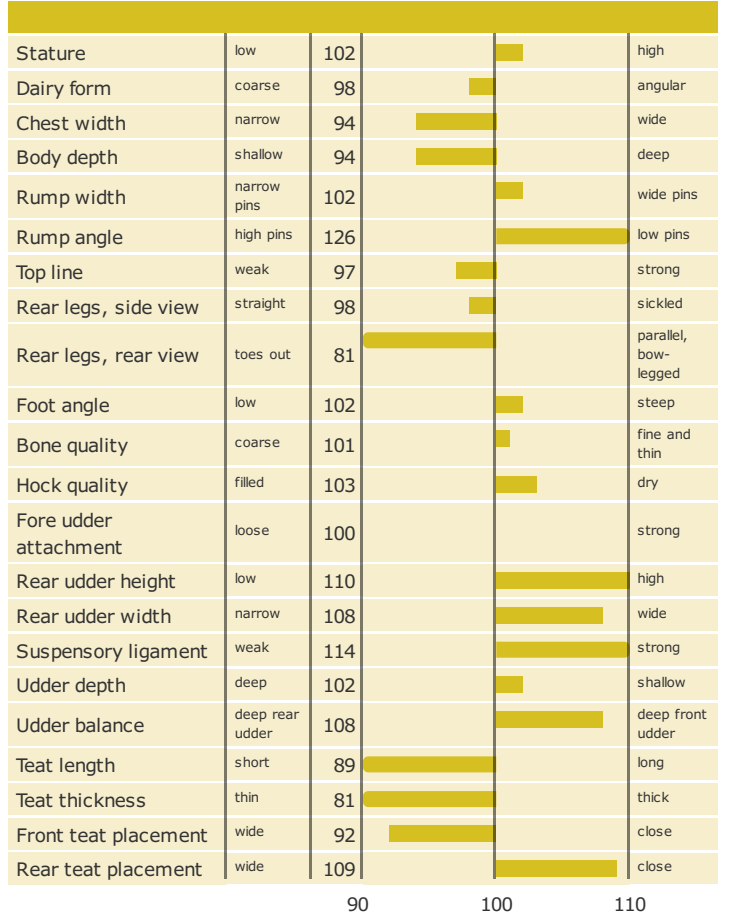 Stature low 102 high
Dairy form coarse 98 angular
Chest width narrow 94 wide
Body depth shallow 94 deep
Rump width narrow pins 102 wide pins
Rump angle high pins 126 low pins
Top line weak 97 strong
Rear legs, side view straight 98 sickled
Rear legs, rear view toes out 81 parallel, bow-legged
Foot angle low 102 steep
Bone quality coarse 101 fine and thin
Hock quality filled 103 dry
Fore udder attachment loose 100 strong
Rear udder height low 110 high
Rear udder width narrow 108 wide
Suspensory ligament weak 114 strong
Udder depth deep 102 shallow
Udder balance deep rear udder 108 deep front udder
Teat length short 89 long
Teat thickness thin 81 thick
Front teat placement wide 92 close
Rear teat placement wide 109 close
90 100 110